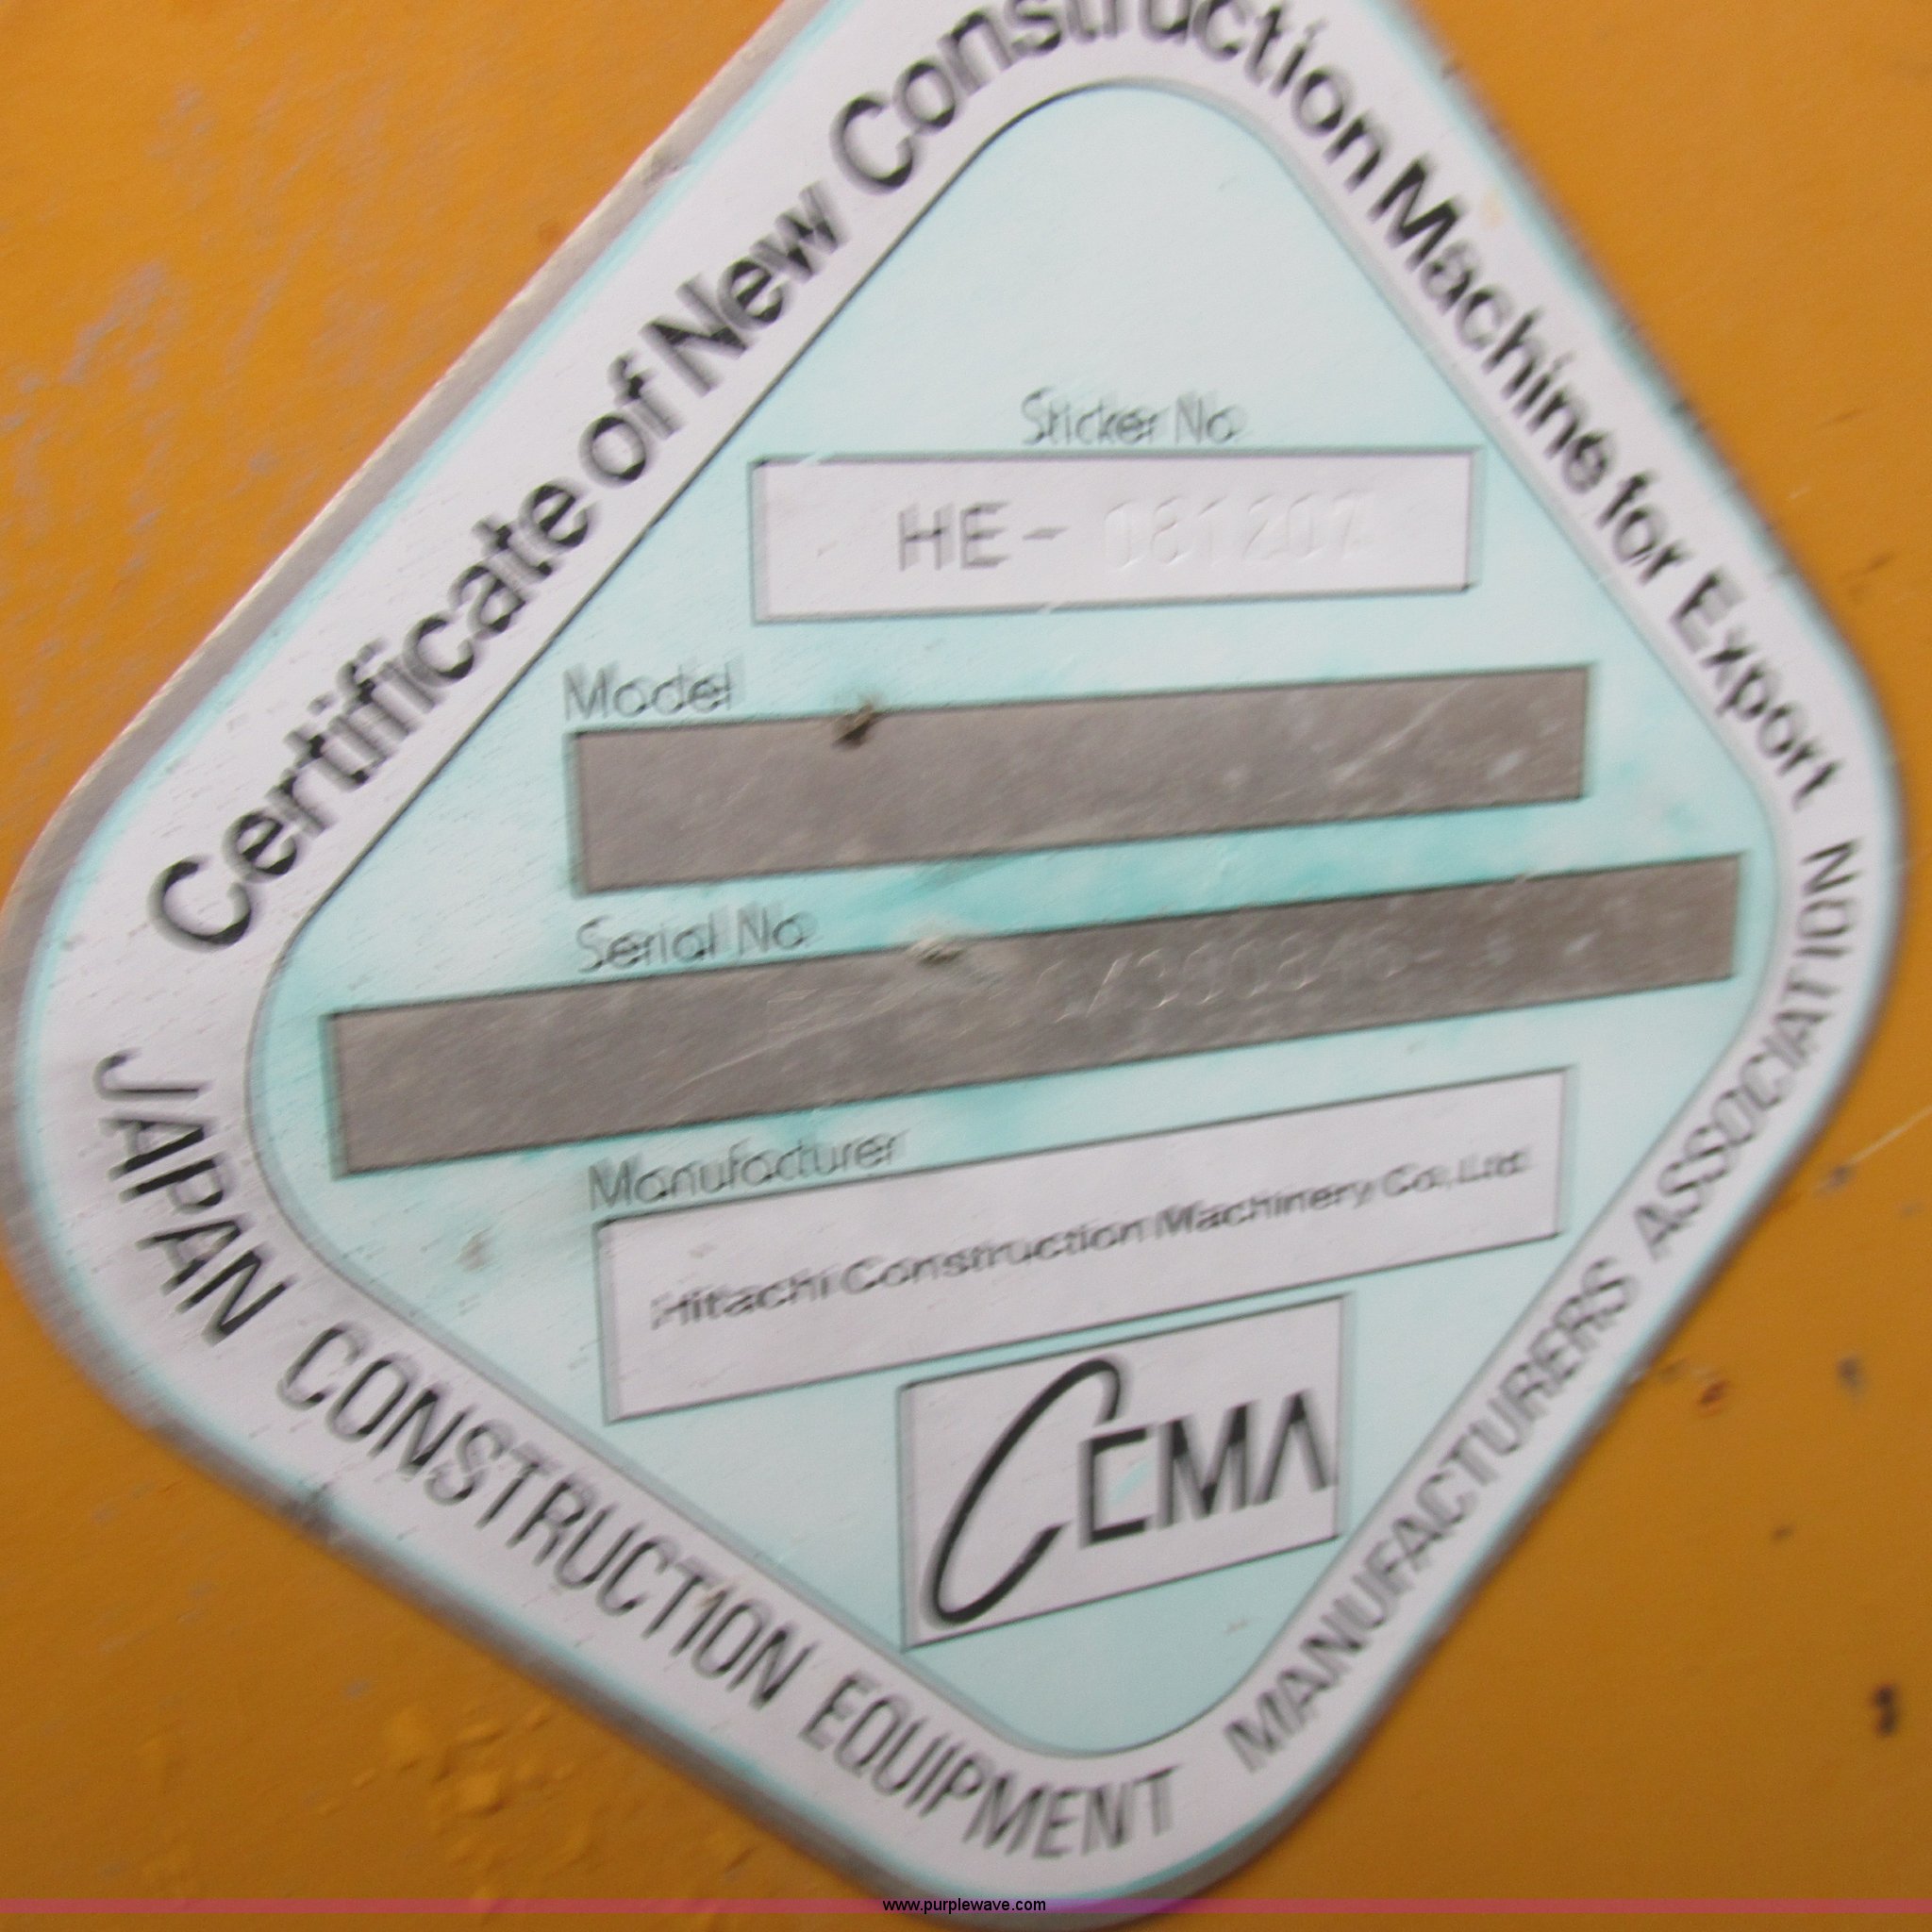 Certificate of New Construction Machine for Export
Sticker No
HE- 081207
Model
Serial No
Manufacturer
Hitachi Construction Machinery Co.,Ltd.
CEMA
JAPAN CONSTRUCTION EQUIPMENT MANUFACTURERS ASSOCIATION
www.purplewave.com